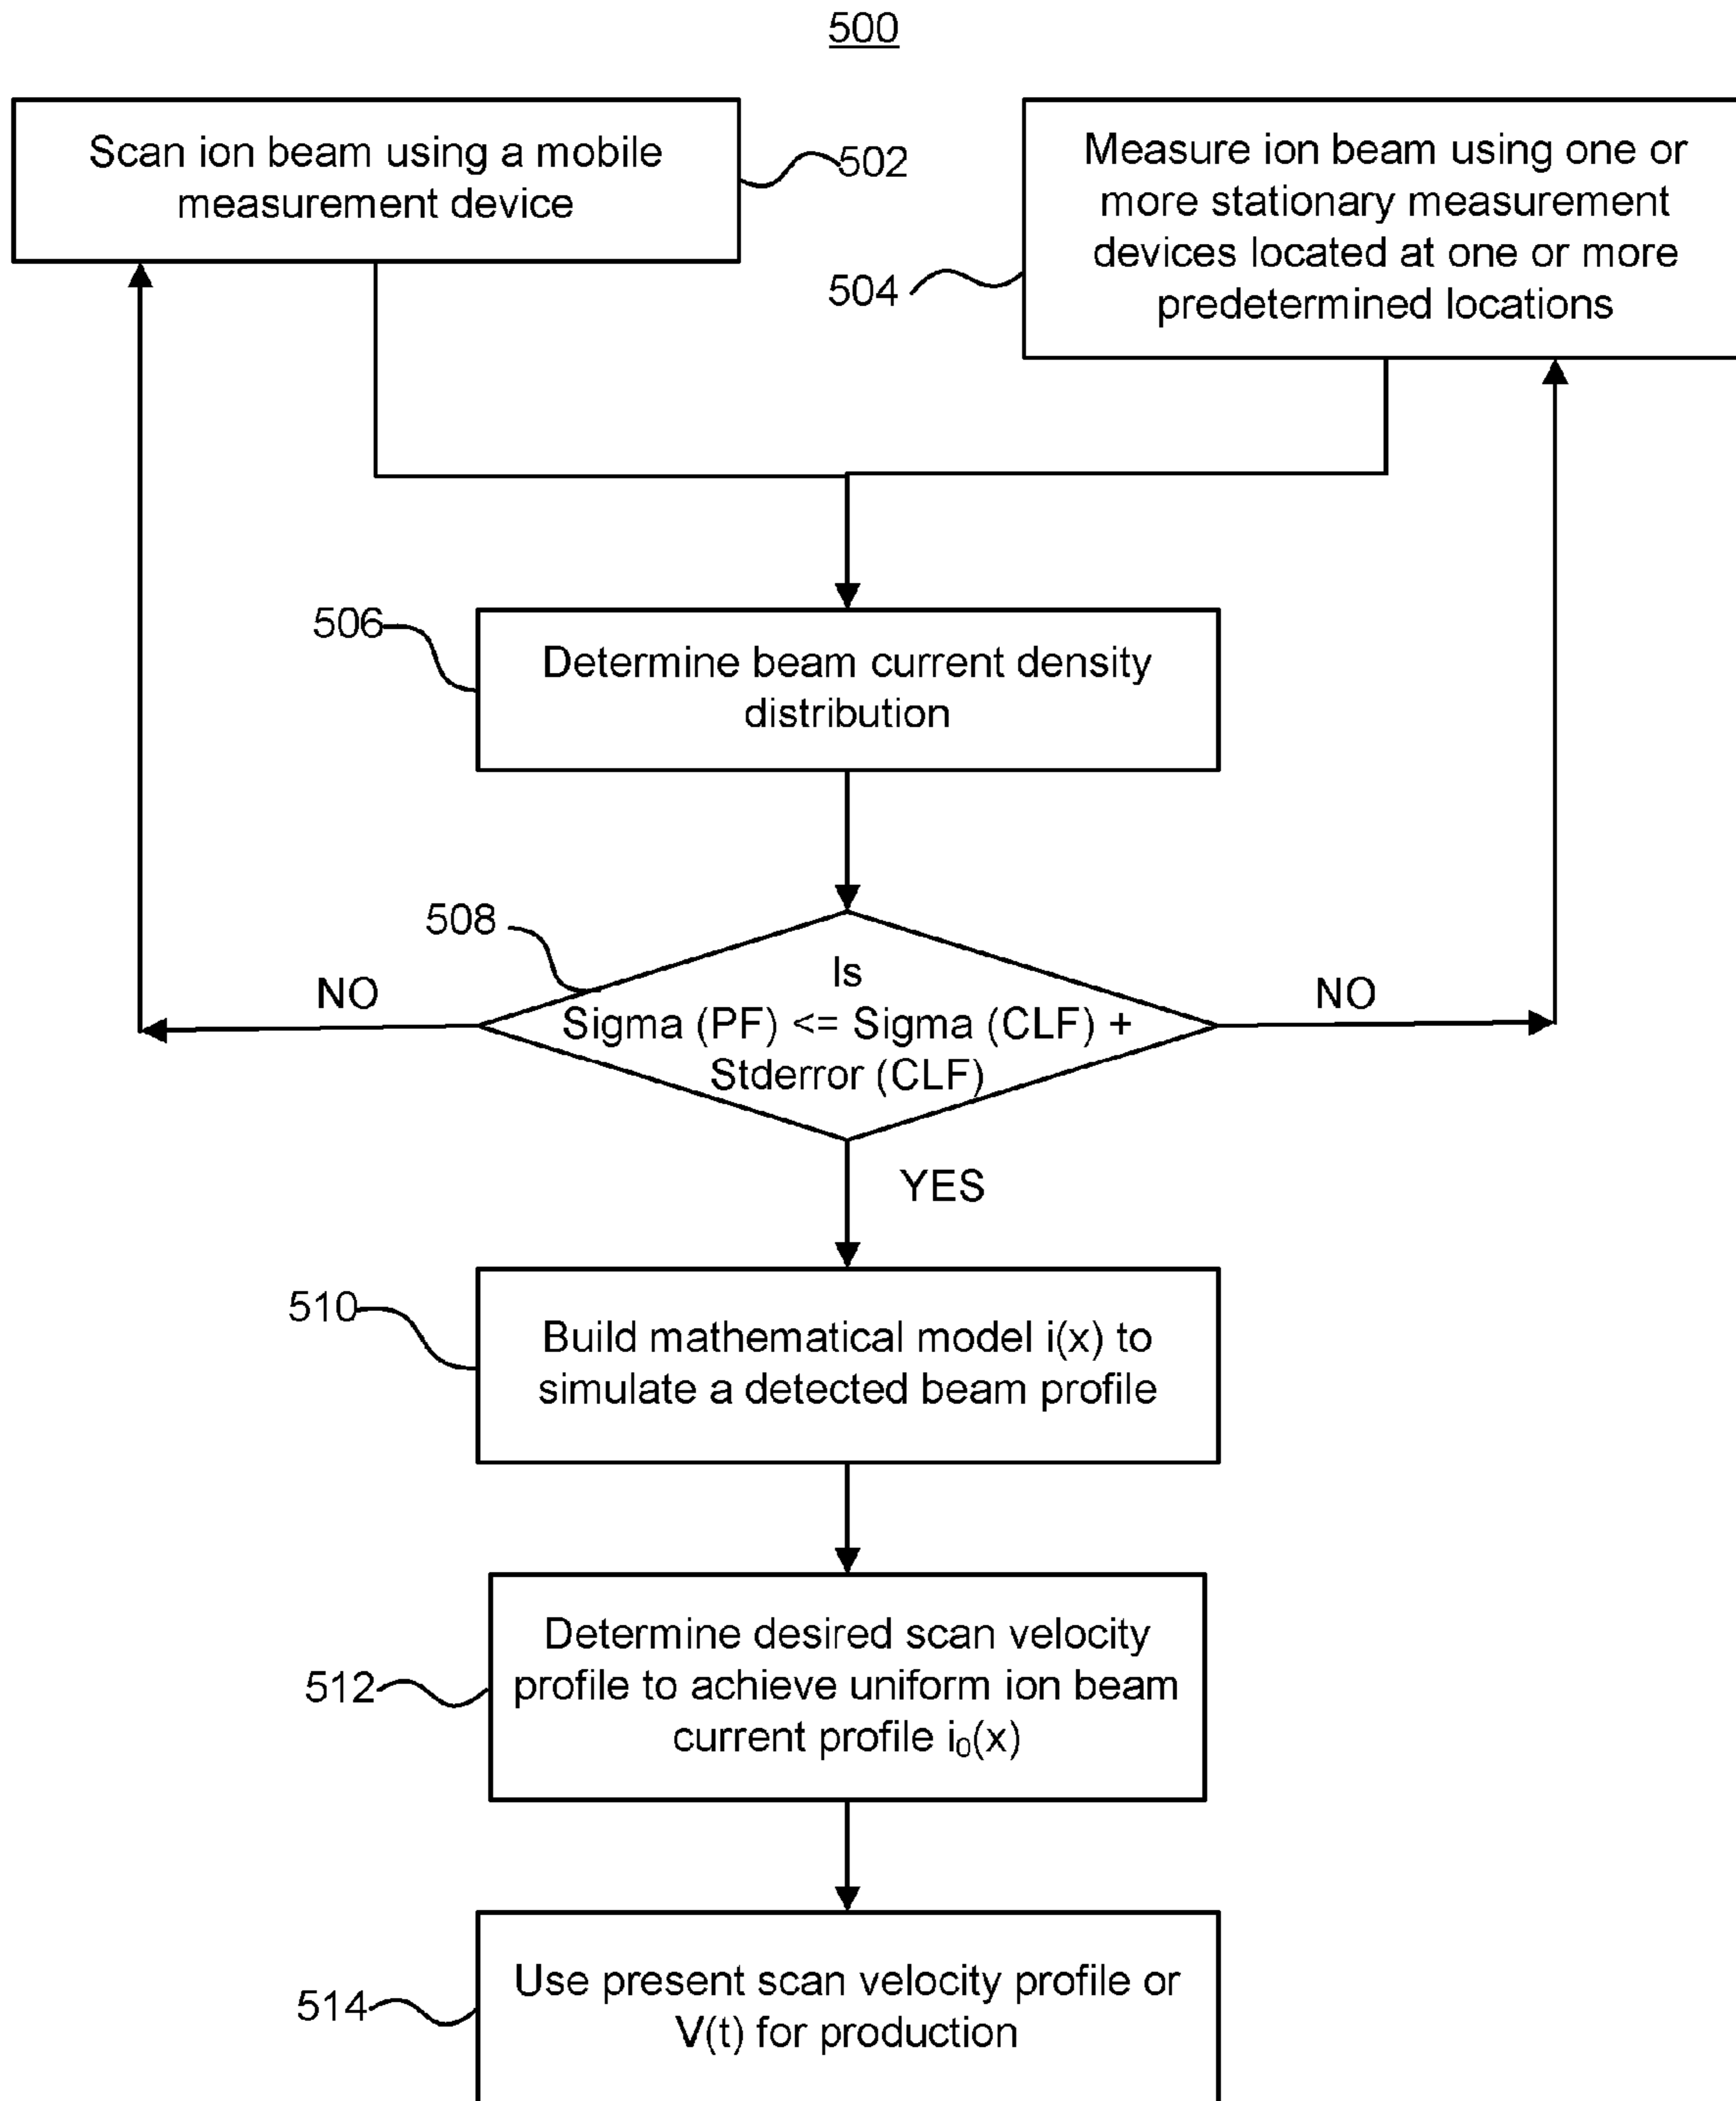 500
Scan ion beam using a mobile
measurement device
502
Measure ion beam using one or
more stationary measurement
devices located at one or more
predetermined locations
504
506
Determine beam current density
distribution
508
Is
Sigma (PF) <= Sigma (CLF) +
Stderror (CLF)
NO
NO
YES
510
Build mathematical model i(x) to
simulate a detected beam profile
512
Determine desired scan velocity
profile to achieve uniform ion beam
current profile i₀(x)
514
Use present scan velocity profile or
V(t) for production